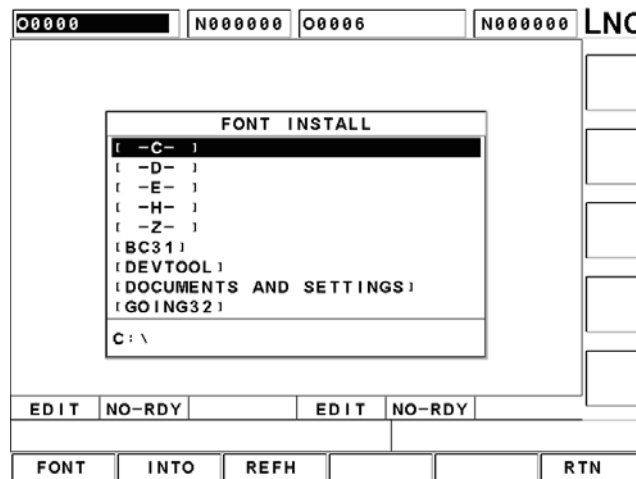 O0000 N000000 O0006 N000000 LNC
FONT INSTALL
[ -C- ]
[ -D- ]
[ -E- ]
[ -H- ]
[ -Z- ]
[BC31]
[DEVTOOL]
[DOCUMENTS AND SETTINGS]
[GOING32]
C:\
EDIT NO-RDY EDIT NO-RDY
FONT INTO REFH RTN